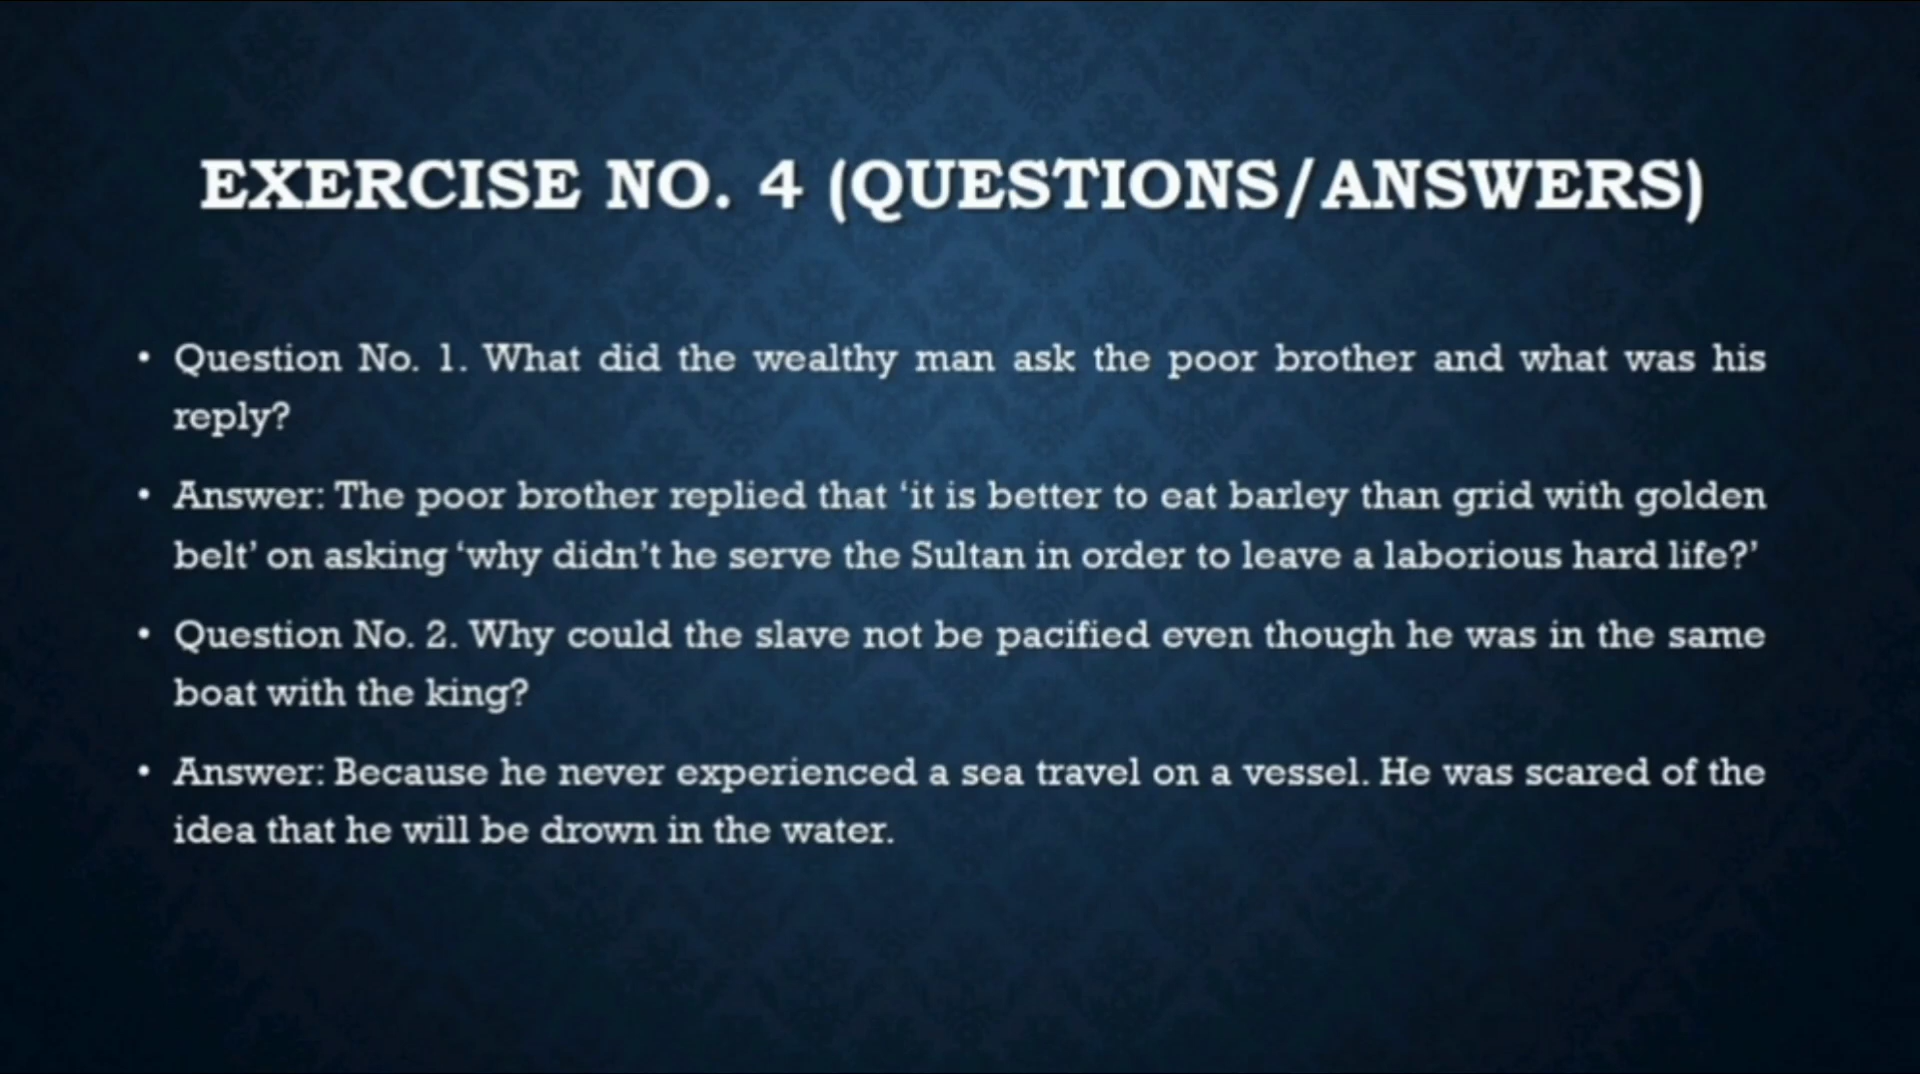 EXERCISE NO. 4 (QUESTIONS/ANSWERS)
• Question No. 1. What did the wealthy man ask the poor brother and what was his
reply?
• Answer: The poor brother replied that ‘it is better to eat barley than grid with golden
belt’ on asking ‘why didn’t he serve the Sultan in order to leave a laborious hard life?’
• Question No. 2. Why could the slave not be pacified even though he was in the same
boat with the king?
• Answer: Because he never experienced a sea travel on a vessel. He was scared of the
idea that he will be drown in the water.